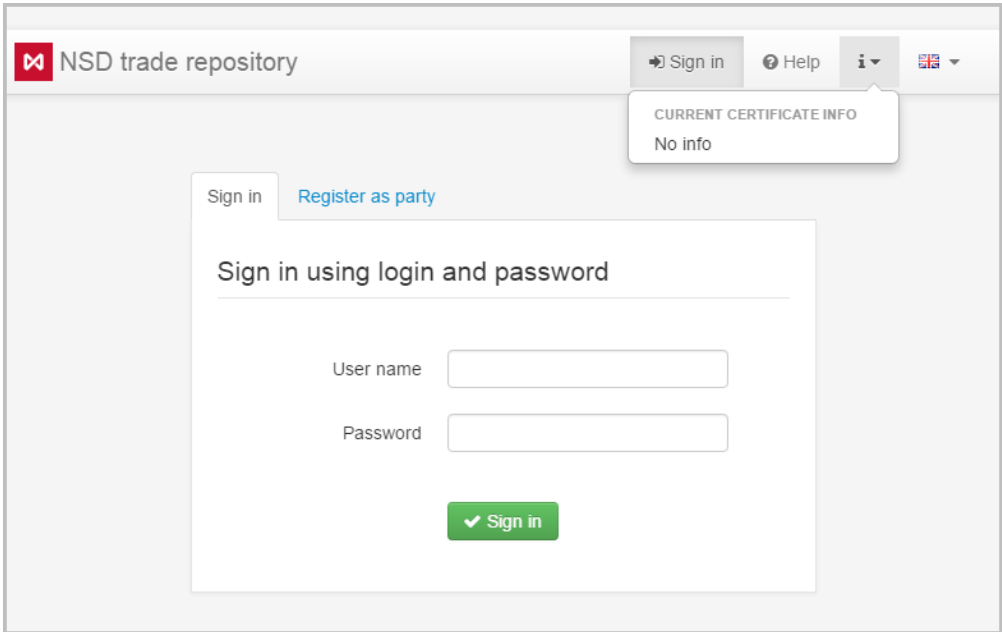 NSD trade repository
Sign in
Help
i
CURRENT CERTIFICATE INFO
No info
Sign in
Register as party
Sign in using login and password
User name
Password
Sign in